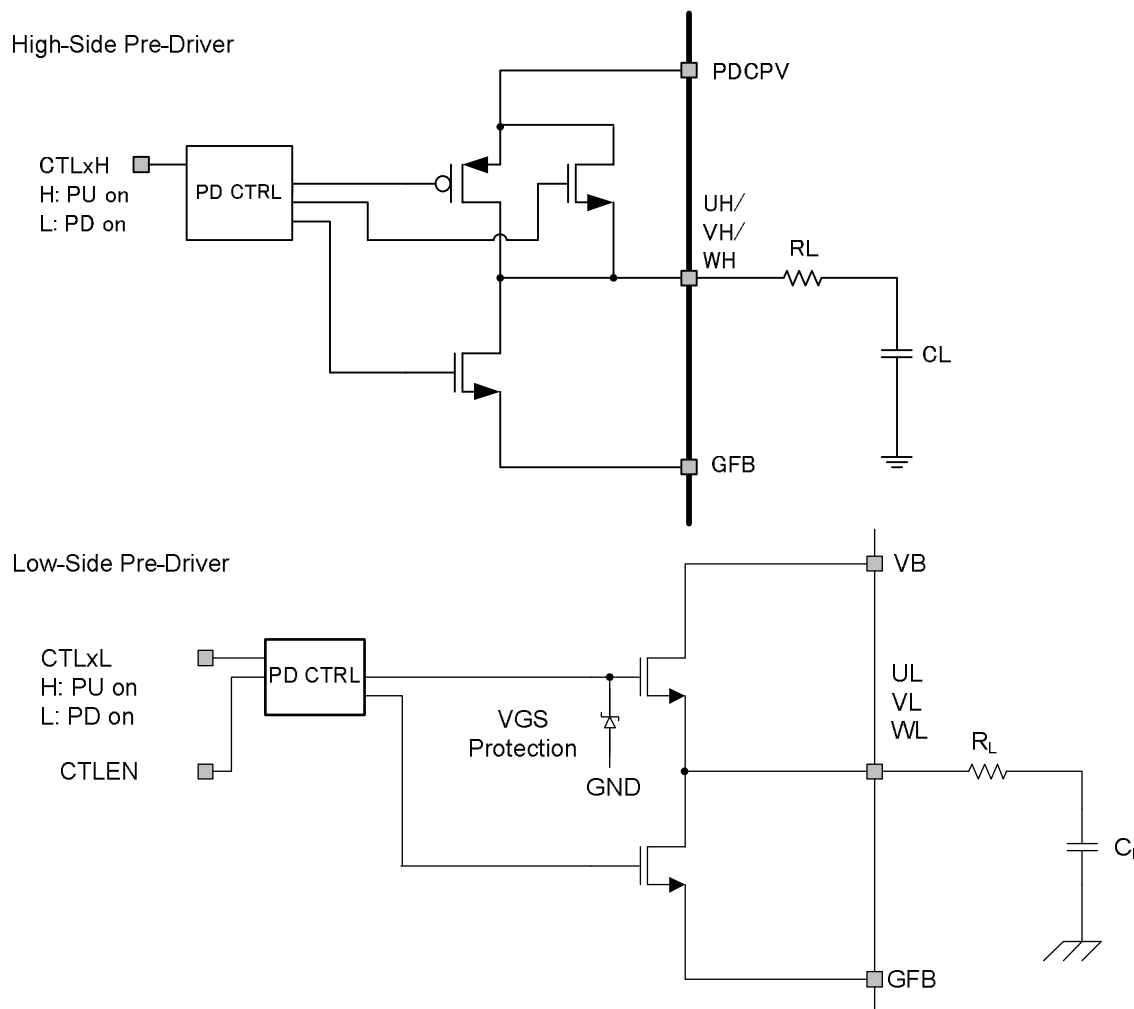 High-Side Pre-Driver
PDCPV
CTLxH
H: PU on
L: PD on
PD CTRL
UH/
VH/
WH
RL
CL
GFB
Low-Side Pre-Driver
VB
CTLxL
H: PU on
L: PD on
PD CTRL
CTLEN
VGS
Protection
GND
UL
VL
WL
RL
GFB